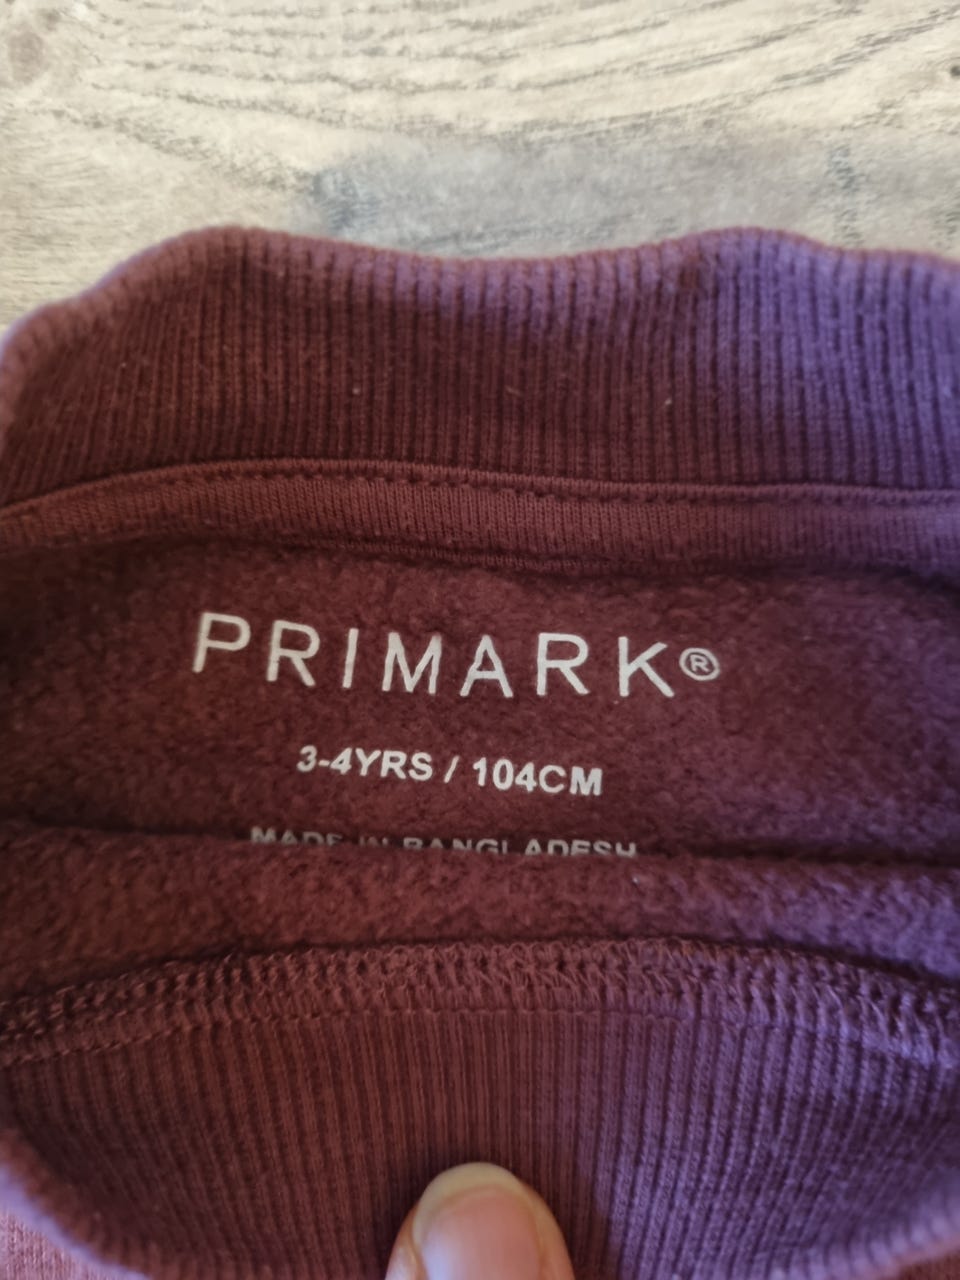 PRIMARK®
3-4YRS / 104CM
MADE IN BANGLADESH